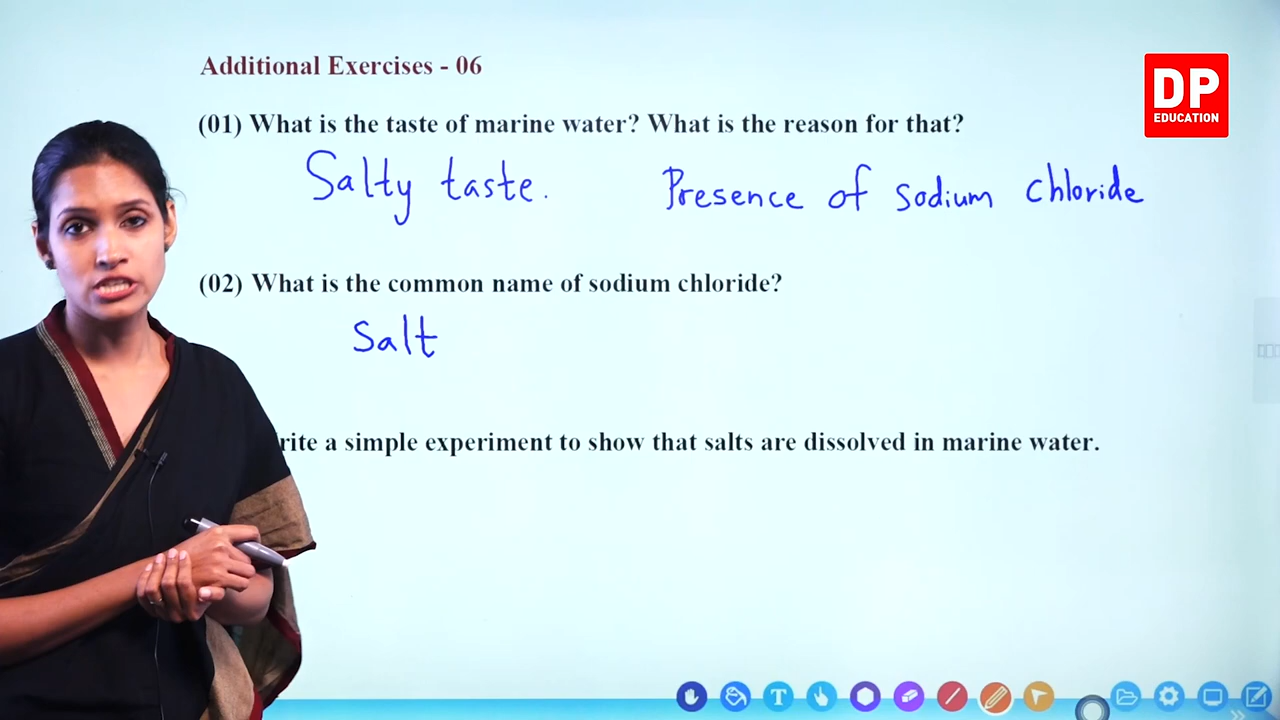 Additional Exercises - 06
DP
EDUCATION
(01) What is the taste of marine water? What is the reason for that?
Salty taste. Presence of sodium chloride
(02) What is the common name of sodium chloride?
Salt
rite a simple experiment to show that salts are dissolved in marine water.
T